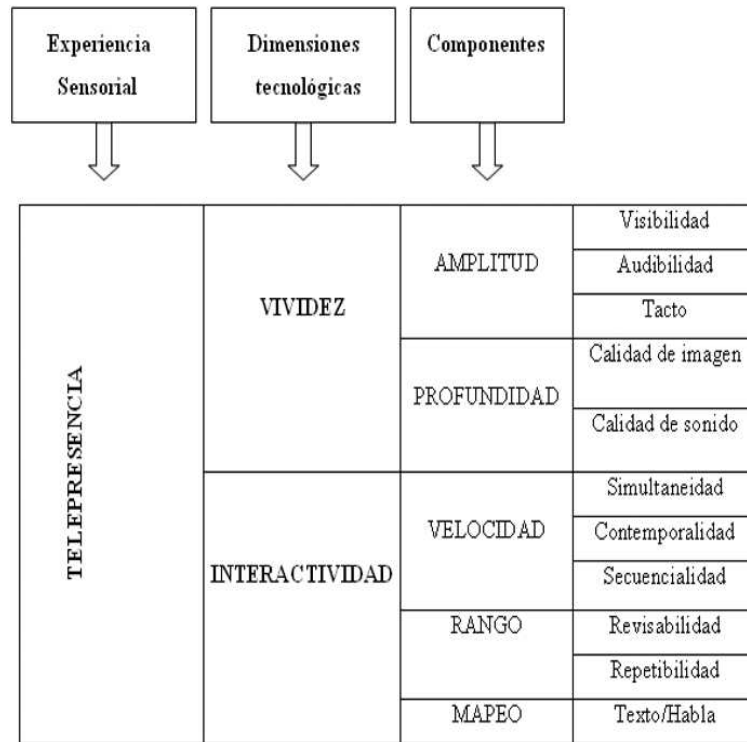 Experiencia
Sensorial
Dimensiones
tecnológicas
Componentes
TELEPRESENCIA
VIVIDEZ
AMPLITUD
Visibilidad
Audibilidad
Tacto
PROFUNDIDAD
Calidad de imagen
Calidad de sonido
INTERACTIVIDAD
VELOCIDAD
Simultaneidad
Contemporalidad
Secuencialidad
RANGO
Revisabilidad
Repetibilidad
MAPEO
Texto/Habla